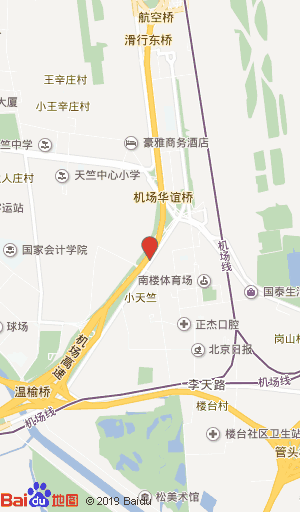 航空桥
滑行东桥
王辛庄村
大厦
小王辛庄村
竺中学
豪雅商务酒店
天竺中心小学
人庄村
机场华谊桥
客运站
国家会计学院
机场线
南楼体育场
国泰生活
小天竺
球场
正杰口腔
岗山村
北京日报
机场高速
机场线
李天路
温榆桥
机场线
楼台村
楼台社区卫生站
管头
松美术馆
Bai du 地图
© 2019 Baidu